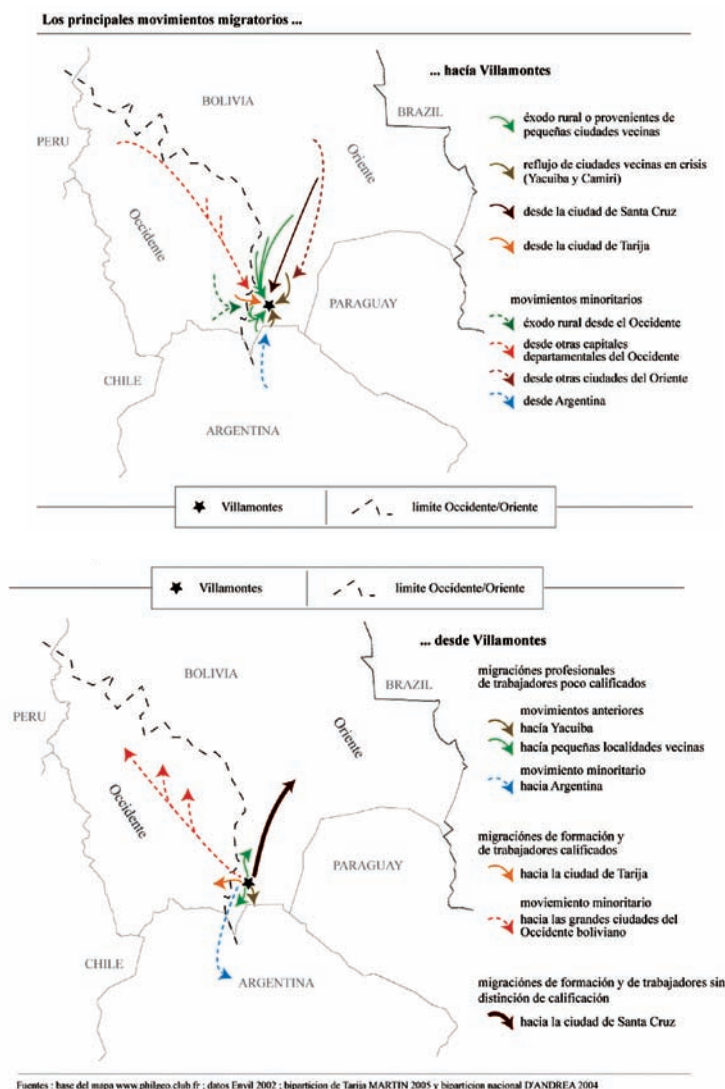 Los principales movimientos migratorios ...
... hacía Villamontes
BOLIVIA
BRAZIL
PERU
Oriente
Occidente
PARAGUAY
CHILE
ARGENTINA
éxodo rural o provenientes de
pequeñas ciudades vecinas
reflujo de ciudades vecinas en crisis
(Yacuiba y Camiri)
desde la ciudad de Santa Cruz
desde la ciudad de Tarija
movimientos minoritarios
éxodo rural desde el Occidente
desde otras capitales
departamentales del Occidente
desde otras ciudades del Oriente
desde Argentina
Villamontes
limite Occidente/Oriente
Villamontes
limite Occidente/Oriente
... desde Villamontes
BOLIVIA
BRAZIL
PERU
Oriente
Occidente
PARAGUAY
CHILE
ARGENTINA
migraciónes profesionales
de trabajadores poco calificados
movimientos anteriores
hacía Yacuiba
hacía pequeñas localidades vecinas
movimiento minoritario
hacia Argentina
migraciónes de formación y
de trabajadores calificados
hacia la ciudad de Tarija
moviemiento minoritario
hacia las grandes ciudades del
Occidente boliviano
migraciónes de formación y de trabajadores sin
distinción de calificación
hacia la ciudad de Santa Cruz
Fuentes : base del mapa www.philgeo.club.fr ; datos Envil 2002 ; biparticion de Tarija MARTIN 2005 y biparticion nacional D'ANDREA 2004